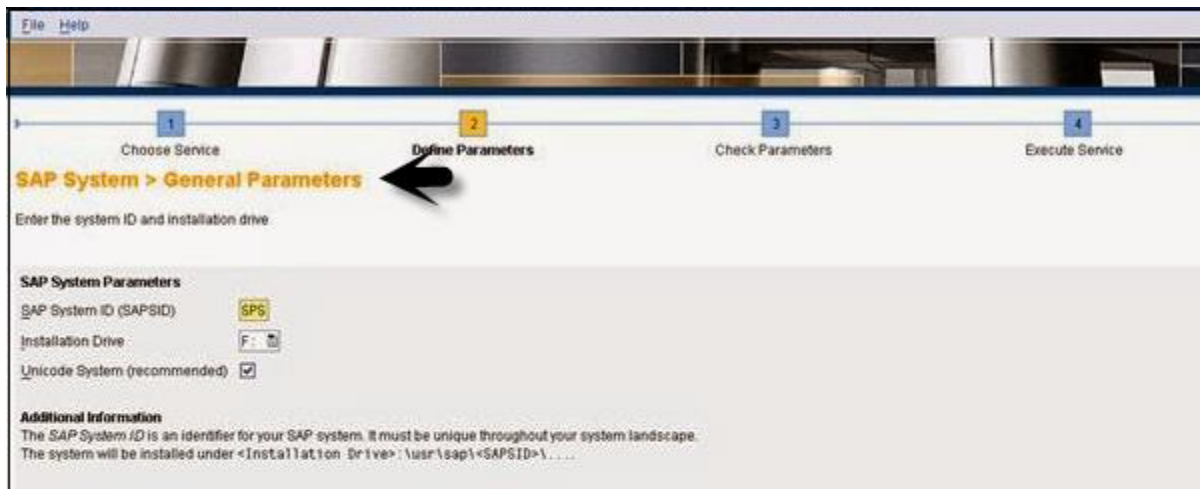 File Help
1 2 3 4
Choose Service Define Parameters Check Parameters Execute Service
SAP System > General Parameters
Enter the system ID and installation drive
SAP System Parameters
SAP System ID (SAPSID) SPS
Installation Drive F:
Unicode System (recommended)
Additional Information
The SAP System ID is an identifier for your SAP system. It must be unique throughout your system landscape.
The system will be installed under <Installation Drive>:\usr\sap\<SAPSID>\....